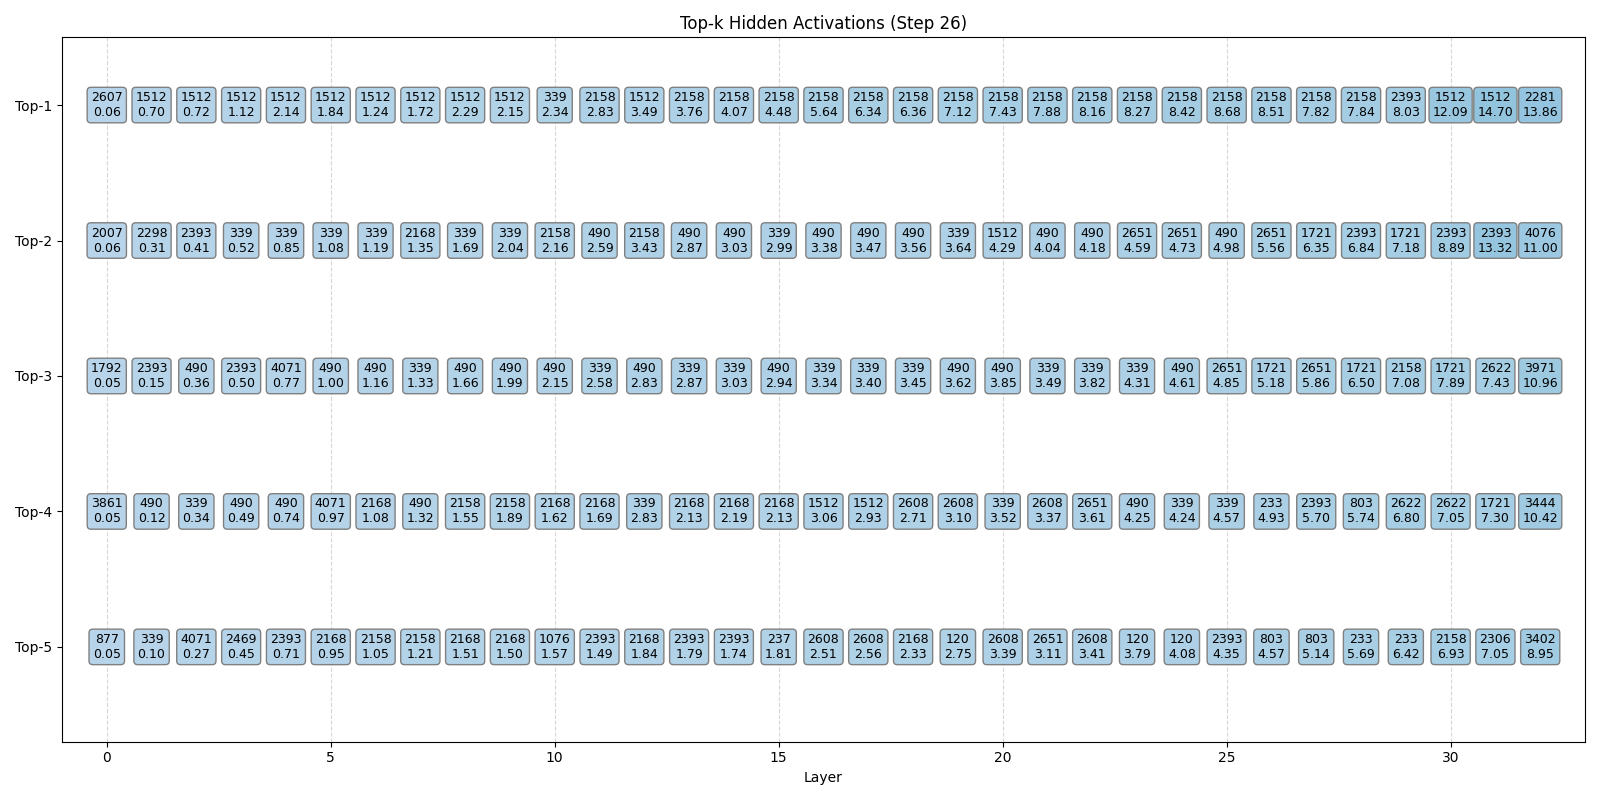 Top-k Hidden Activations (Step 26)
Top-1
2607 1512 1512 1512 1512 1512 1512 1512 1512 1512 339 2158 1512 2158 2158 2158 2158 2158 2158 2158 2158 2158 2158 2158 2158 2158 2158 2158 2158 2393 1512 1512 2281
0.06 0.70 0.72 1.12 2.14 1.84 1.24 1.72 2.29 2.15 2.34 2.83 3.49 3.76 4.07 4.48 5.64 6.34 6.36 7.12 7.43 7.88 8.16 8.27 8.42 8.68 8.51 7.82 7.84 8.03 12.09 14.70 13.86
Top-2
2007 2298 2393 339 339 339 339 2168 339 339 2158 490 2158 490 490 339 490 490 490 339 1512 490 490 2651 2651 490 2651 1721 2393 1721 2393 2393 4076
0.06 0.31 0.41 0.52 0.85 1.08 1.19 1.35 1.69 2.04 2.16 2.59 3.43 2.87 3.03 2.99 3.38 3.47 3.56 3.64 4.29 4.04 4.18 4.59 4.73 4.98 5.56 6.35 6.84 7.18 8.89 13.32 11.00
Top-3
1792 2393 490 2393 4071 490 490 339 490 490 490 339 490 339 339 490 339 339 339 490 490 339 339 339 490 2651 1721 2651 1721 2158 1721 2622 3971
0.05 0.15 0.36 0.50 0.77 1.00 1.16 1.33 1.66 1.99 2.15 2.58 2.83 2.87 3.03 2.94 3.34 3.40 3.45 3.62 3.85 3.49 3.82 4.31 4.61 4.85 5.18 5.86 6.50 7.08 7.89 7.43 10.96
Top-4
3861 490 339 490 490 4071 2168 490 2158 2158 2168 2168 339 2168 2168 2168 1512 1512 2608 2608 339 2608 2651 490 339 339 233 2393 803 2622 2622 1721 3444
0.05 0.12 0.34 0.49 0.74 0.97 1.08 1.32 1.55 1.89 1.62 1.69 2.83 2.13 2.19 2.13 3.06 2.93 2.71 3.10 3.52 3.37 3.61 4.25 4.24 4.57 4.93 5.70 5.74 6.80 7.05 7.30 10.42
Top-5
877 339 4071 2469 2393 2168 2158 2158 2168 2168 1076 2393 2168 2393 2393 237 2608 2608 2168 120 2608 2651 2608 120 120 2393 803 803 233 233 2158 2306 3402
0.05 0.10 0.27 0.45 0.71 0.95 1.05 1.21 1.51 1.50 1.57 1.49 1.84 1.79 1.74 1.81 2.51 2.56 2.33 2.75 3.39 3.11 3.41 3.79 4.08 4.35 4.57 5.14 5.69 6.42 6.93 7.05 8.95
0 5 10 15 20 25 30
Layer